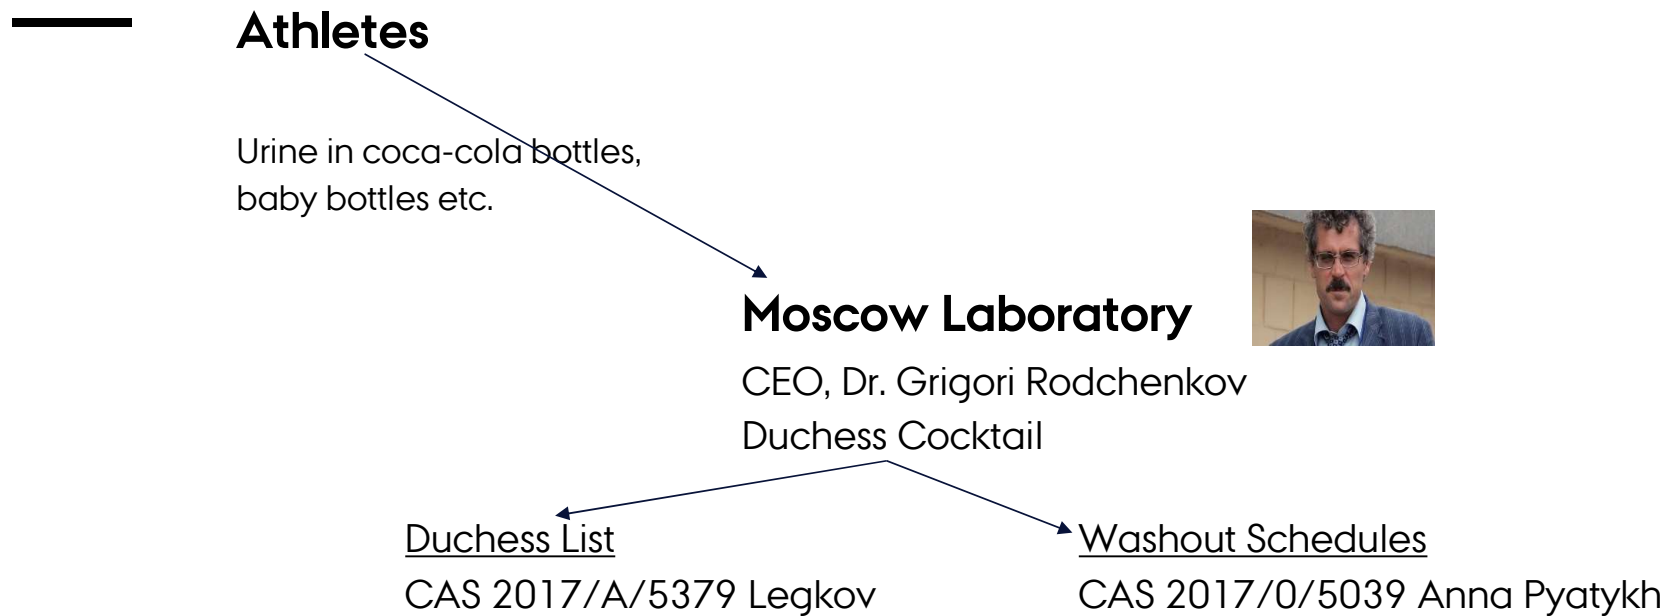 Athletes
Urine in coca-cola bottles,
baby bottles etc.
Moscow Laboratory
CEO, Dr. Grigori Rodchenkov
Duchess Cocktail
Duchess List
Washout Schedules
CAS 2017/A/5379 Legkov
CAS 2017/0/5039 Anna Pyatykh